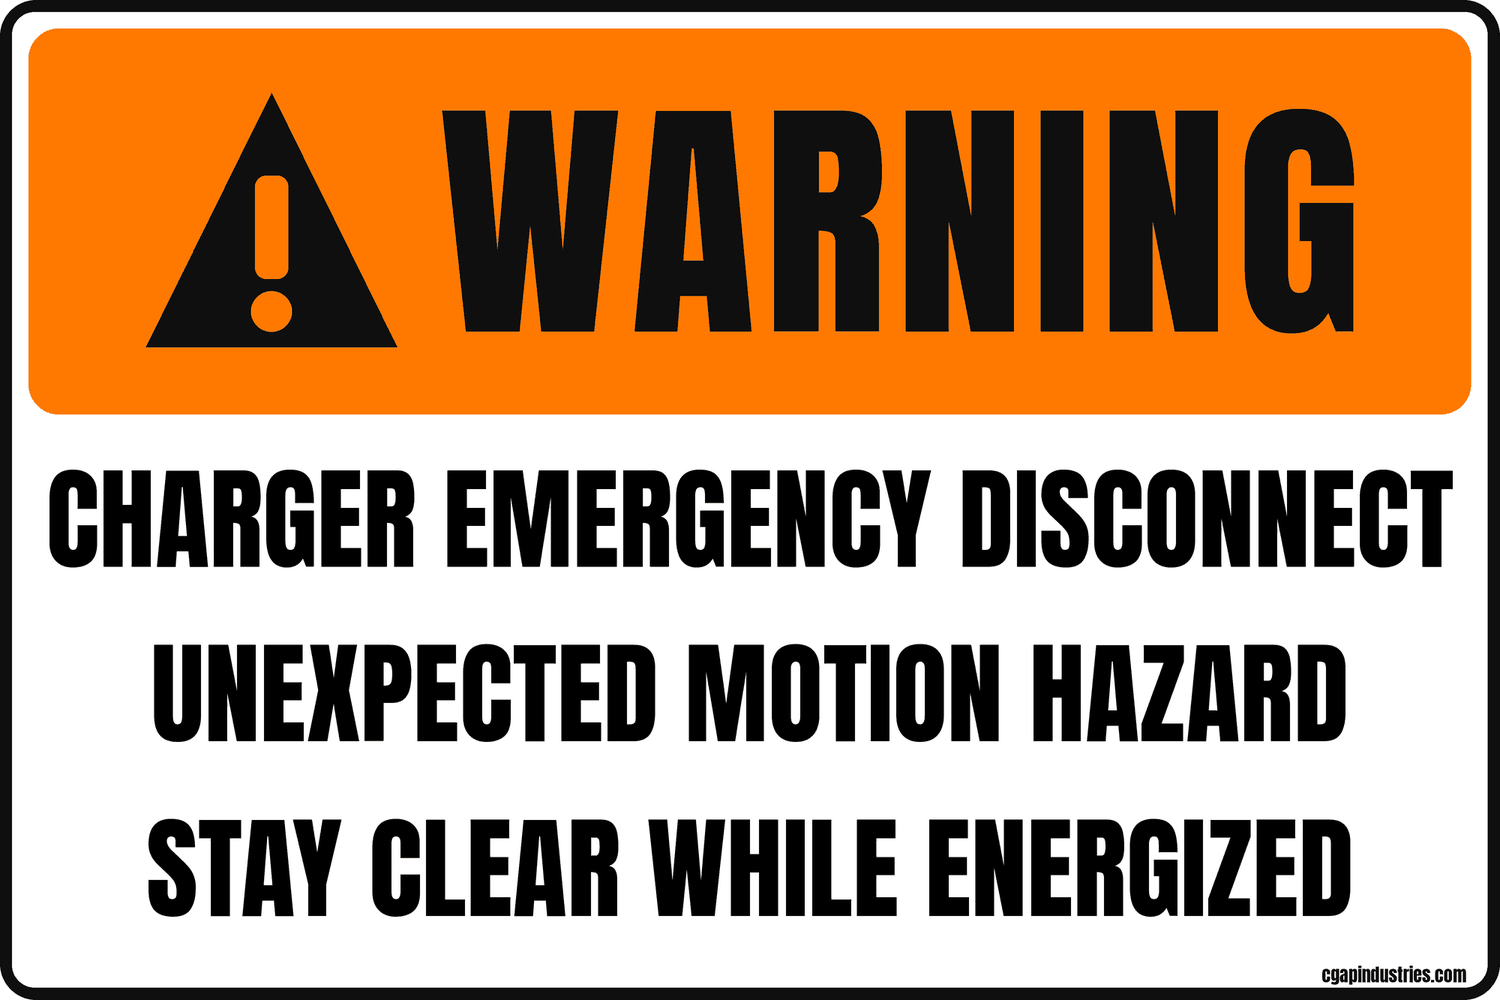 WARNING
CHARGER EMERGENCY DISCONNECT
UNEXPECTED MOTION HAZARD
STAY CLEAR WHILE ENERGIZED
cgapindustries.com